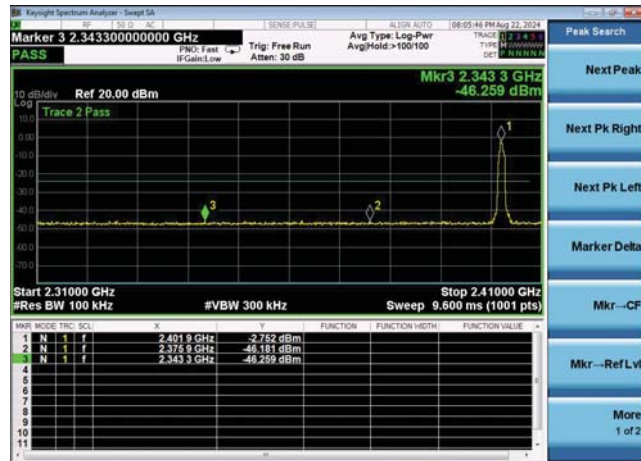 Keysight Spectrum Analyzer - Swept SA
RF 50 Ω AC SENSE:PULSE ALIGN AUTO 08:05:46 PM Aug 22, 2024
Marker 3 2.343300000000 GHz
PASS
PNO: Fast
IFGain:Low
Trig: Free Run
Atten: 30 dB
Avg Type: Log-Pwr
Avg|Hold:>100/100
TRACE 1 2 3 4 5 6
TYPE M W W W W W
DET P N N N N N
Mkr3 2.343 3 GHz
-46.259 dBm
10 dB/div Ref 20.00 dBm
Log
Trace 2 Pass
10.0
0.00
-10.0
-20.0
-30.0
-40.0
-50.0
-60.0
-70.0
1
2
3
Start 2.31000 GHz Stop 2.41000 GHz
#Res BW 100 kHz #VBW 300 kHz Sweep 9.600 ms (1001 pts)
MKR MODE TRC SCL X Y FUNCTION FUNCTION WIDTH FUNCTION VALUE
1 N 1 f 2.401 9 GHz -2.752 dBm
2 N 1 f 2.375 9 GHz -46.181 dBm
3 N 1 f 2.343 3 GHz -46.259 dBm
4
5
6
7
8
9
10
11
Peak Search
Next Peak
Next Pk Right
Next Pk Left
Marker Delta
Mkr→CF
Mkr→Ref Lvl
More
1 of 2